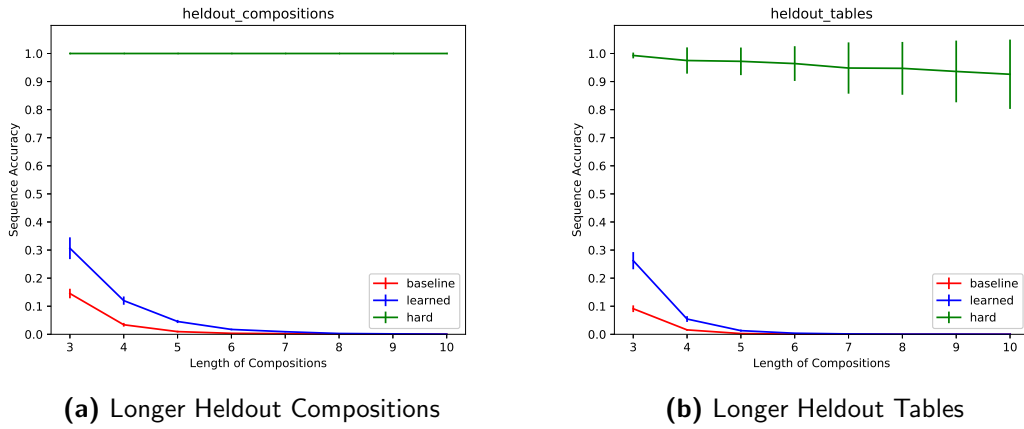 heldout_compositions
1.0
0.9
0.8
0.7
0.6
0.5
0.4
0.3
0.2
0.1
0.0
Sequence Accuracy
3 4 5 6 7 8 9 10
Length of Compositions
baseline
learned
hard
(a) Longer Heldout Compositions
heldout_tables
1.0
0.9
0.8
0.7
0.6
0.5
0.4
0.3
0.2
0.1
0.0
Sequence Accuracy
3 4 5 6 7 8 9 10
Length of Compositions
baseline
learned
hard
(b) Longer Heldout Tables